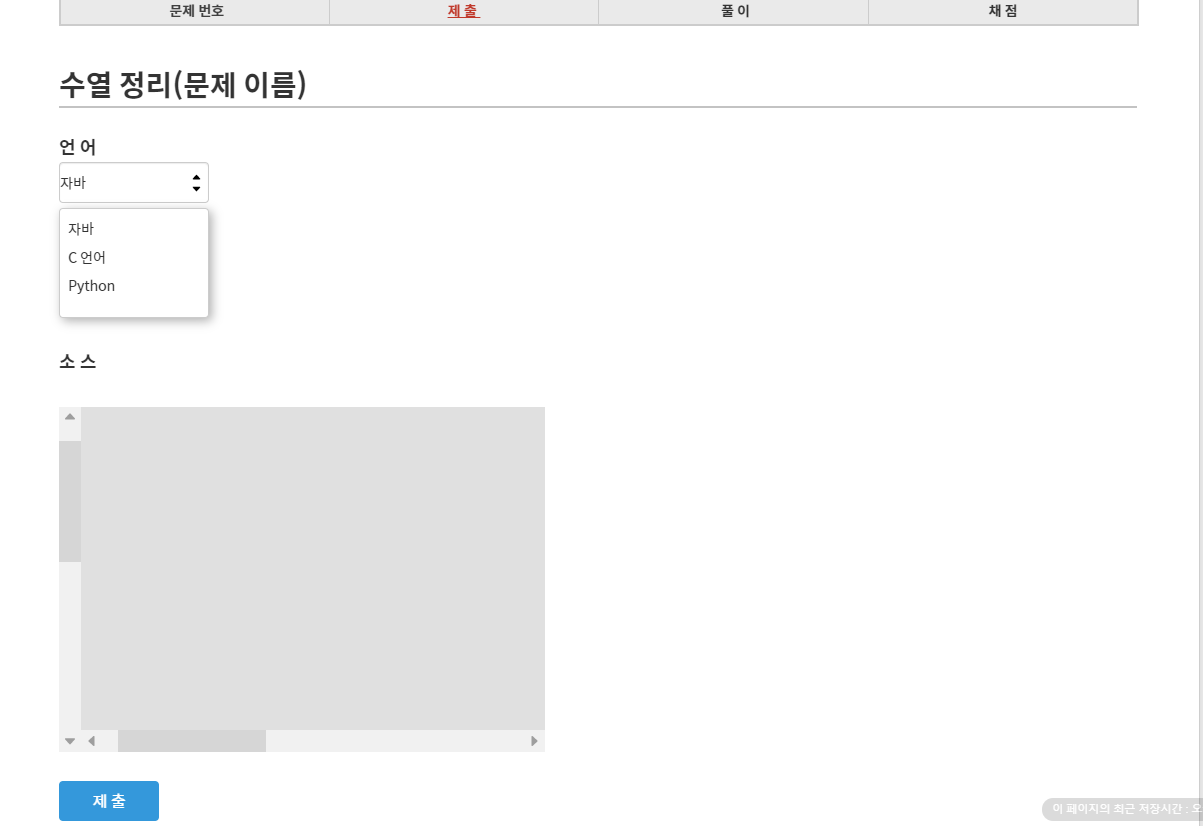 문제 번호 제 출 풀 이 채 점
수열 정리(문제 이름)
언 어
자바
자바
C 언어
Python
소 스
제 출
이 페이지의 최근 저장시간 : 오